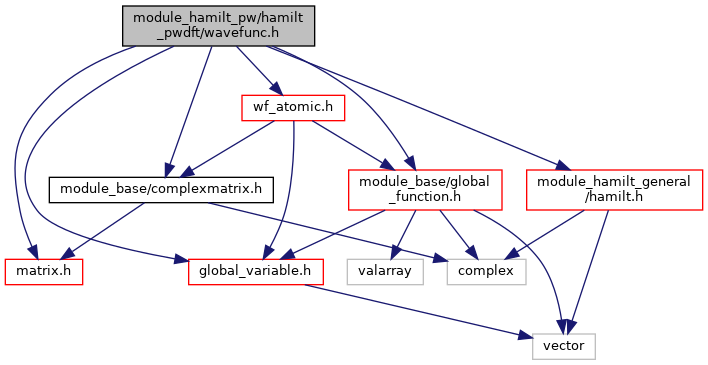 module_hamilt_pw/hamilt
_pwdft/wavefunc.h
wf_atomic.h
module_base/complexmatrix.h
module_base/global
_function.h
module_hamilt_general
/hamilt.h
matrix.h
global_variable.h
valarray
complex
vector